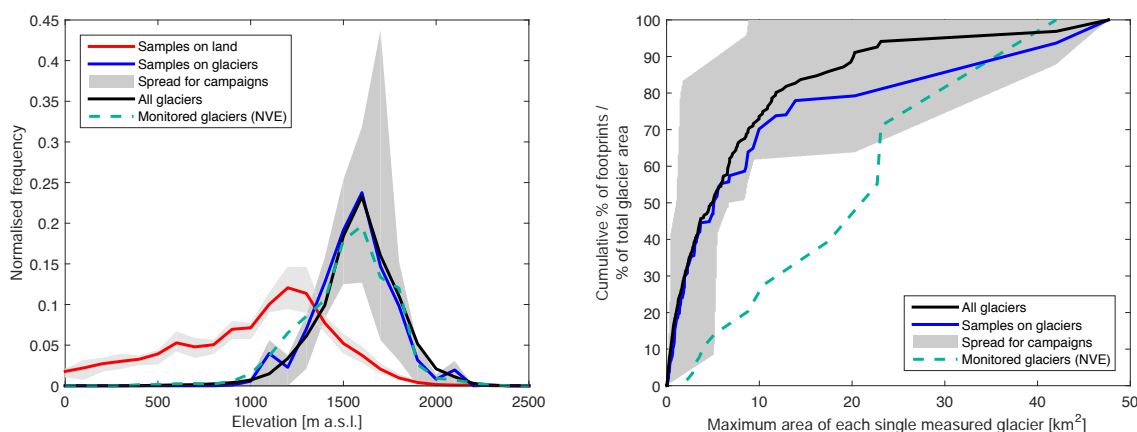 0.45
0.4
0.35
0.3
0.25
0.2
0.15
0.1
0.05
0
Normalised frequency
Samples on land
Samples on glaciers
Spread for campaigns
All glaciers
Monitored glaciers (NVE)
0 500 1000 1500 2000 2500
Elevation [m a.s.l.]
100
90
80
70
60
50
40
30
20
10
0
Cumulative % of footprints /
% of total glacier area
All glaciers
Samples on glaciers
Spread for campaigns
Monitored glaciers (NVE)
0 10 20 30 40 50
Maximum area of each single measured glacier [km²]